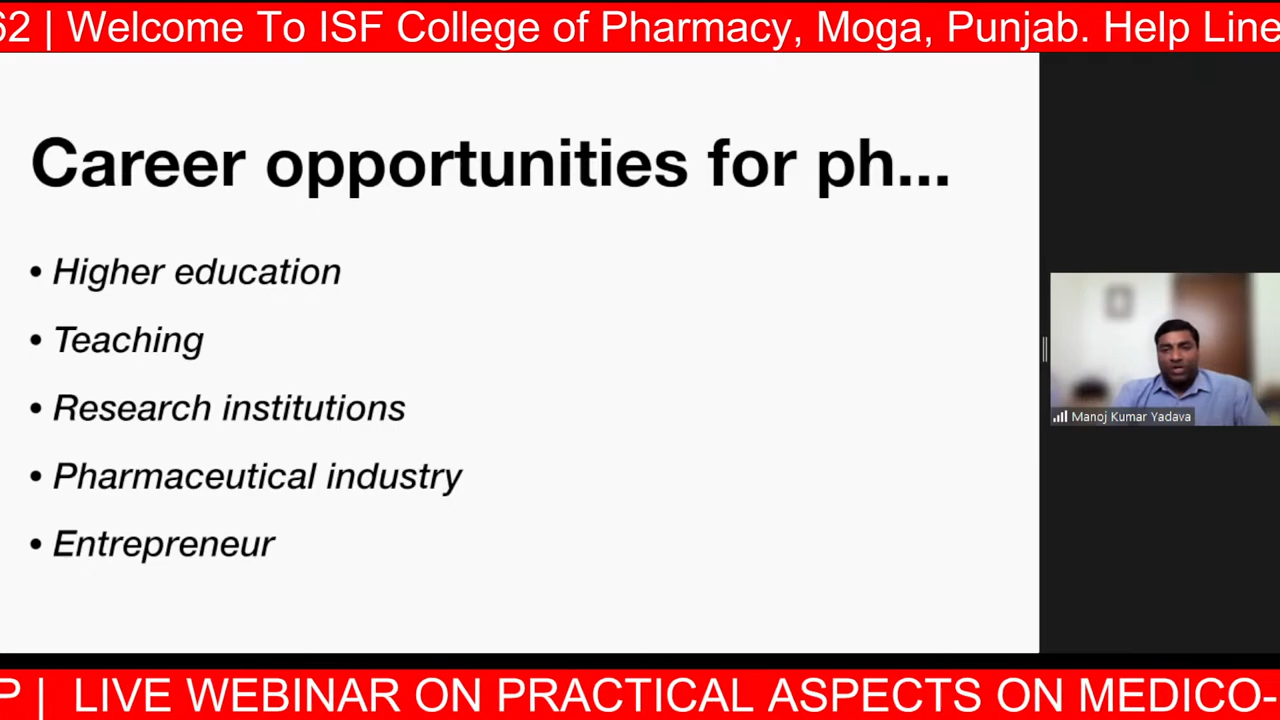 62 | Welcome To ISF College of Pharmacy, Moga, Punjab. Help Line
Career opportunities for ph...
• Higher education
• Teaching
• Research institutions
• Pharmaceutical industry
• Entrepreneur
Manoj Kumar Yadava
P | LIVE WEBINAR ON PRACTICAL ASPECTS ON MEDICO-